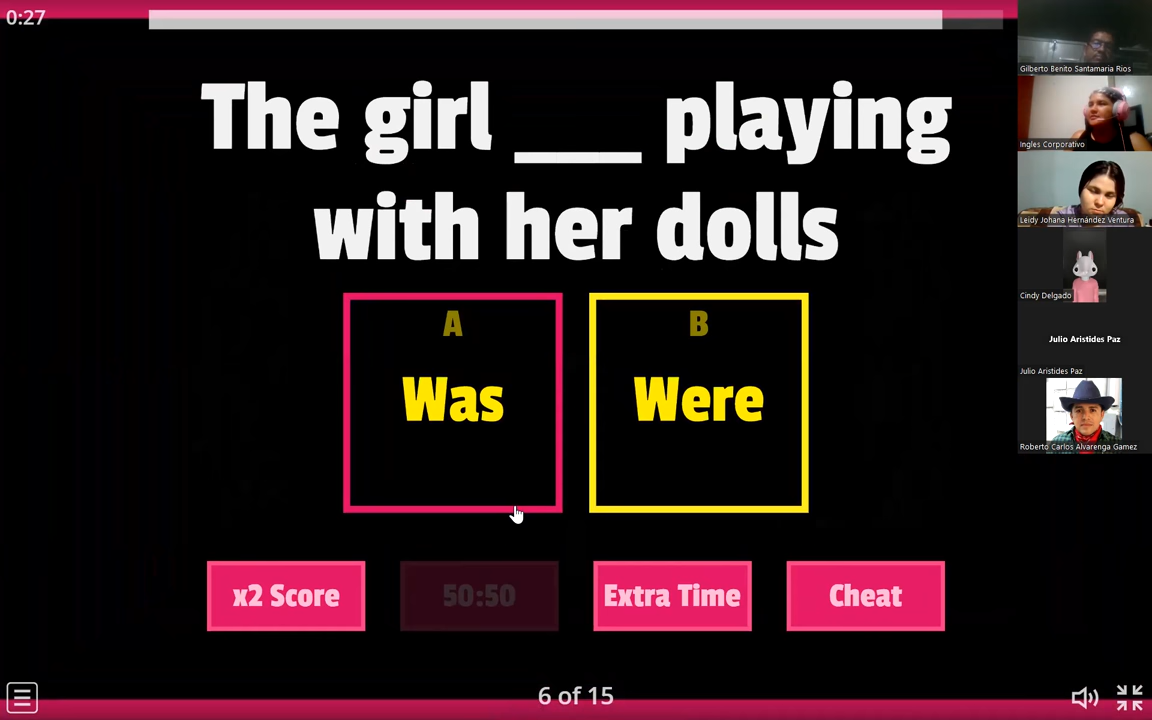 0:27
The girl ___ playing
with her dolls
A
Was
B
Were
x2 Score
50:50
Extra Time
Cheat
6 of 15
Gilberto Benito Santamaria Rios
Ingles Corporativo
Leidy Johana Hernández Ventura
Cindy Delgado
Julio Aristides Paz
Julio Aristides Paz
Roberto Carlos Alvarenga Gamez